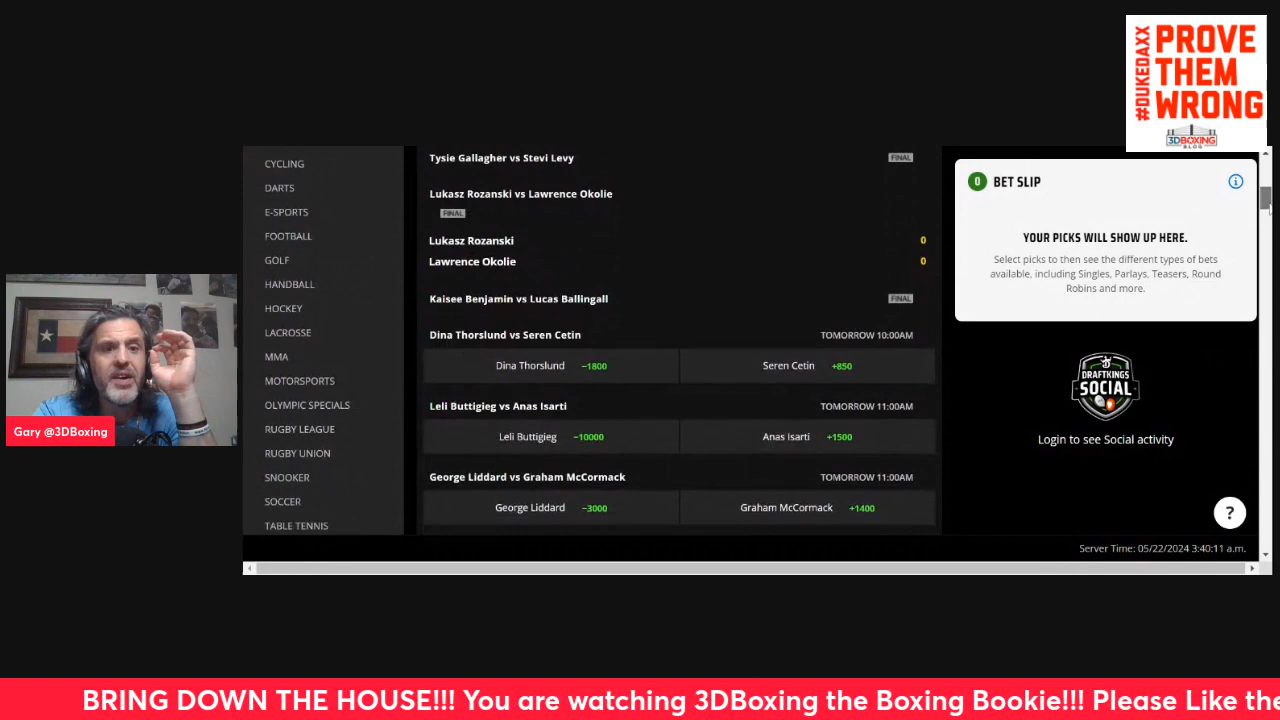 #DUKEDAXX
PROVE
THEM
WRONG
3DBOXING
BLOG
CYCLING
DARTS
E-SPORTS
FOOTBALL
GOLF
HANDBALL
HOCKEY
LACROSSE
MMA
MOTORSPORTS
OLYMPIC SPECIALS
RUGBY LEAGUE
RUGBY UNION
SNOOKER
SOCCER
TABLE TENNIS
Tysie Gallagher vs Stevi Levy FINAL
Lukasz Rozanski vs Lawrence Okolie
FINAL
Lukasz Rozanski 0
Lawrence Okolie 0
Kaisee Benjamin vs Lucas Ballingall FINAL
Dina Thorslund vs Seren Cetin TOMORROW 10:00AM
Dina Thorslund −1800 Seren Cetin +850
Leli Buttigieg vs Anas Isarti TOMORROW 11:00AM
Leli Buttigieg −10000 Anas Isarti +1500
George Liddard vs Graham McCormack TOMORROW 11:00AM
George Liddard −3000 Graham McCormack +1400
0 BET SLIP
YOUR PICKS WILL SHOW UP HERE.
Select picks to then see the different types of bets
available, including Singles, Parlays, Teasers, Round
Robins and more.
DRAFTKINGS
SOCIAL
Login to see Social activity
?
Server Time: 05/22/2024 3:40:11 a.m.
Gary @3DBoxing
BRING DOWN THE HOUSE!!! You are watching 3DBoxing the Boxing Bookie!!! Please Like the